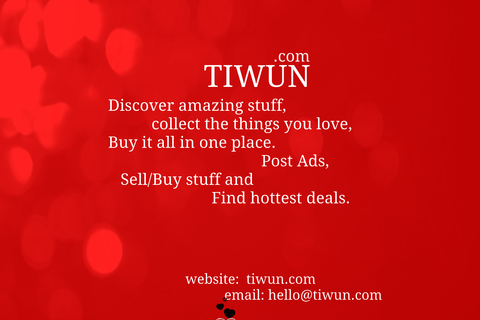 .com
TIWUN
Discover amazing stuff,
collect the things you love,
Buy it all in one place.
Post Ads,
Sell/Buy stuff and
Find hottest deals.
website: tiwun.com
email: hello@tiwun.com